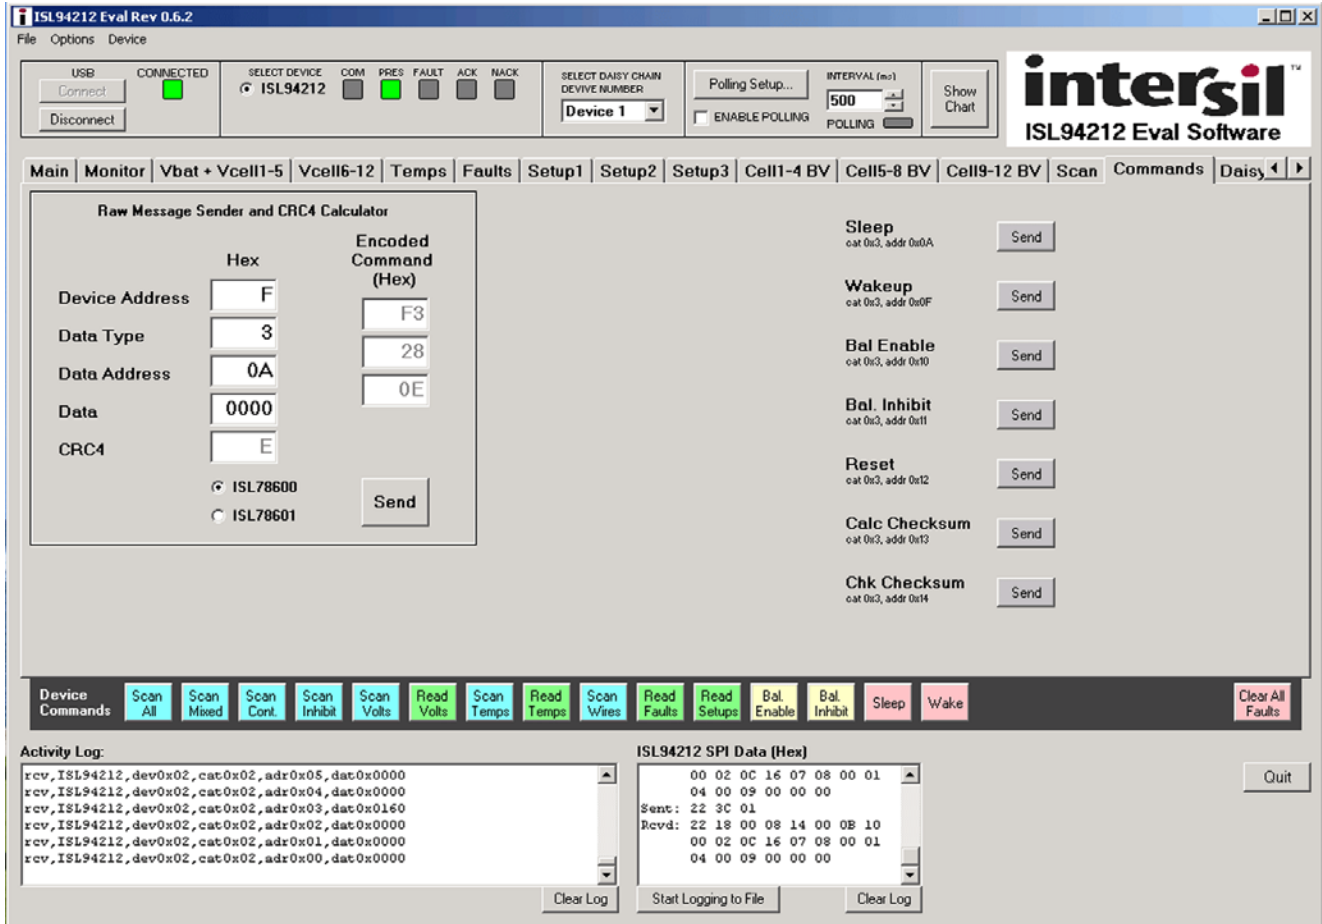 ISL94212 Eval Rev 0.6.2
File Options Device
USB CONNECTED SELECT DEVICE COM PRES FAULT ACK NACK SELECT DAISY CHAIN DEVIVE NUMBER Polling Setup... INTERVAL (ms) Show Chart
Connect ISL94212 Device 1 500
Disconnect ENABLE POLLING POLLING
intersil™
ISL94212 Eval Software
Main Monitor Vbat + Vcell1-5 Vcell6-12 Temps Faults Setup1 Setup2 Setup3 Cell1-4 BV Cell5-8 BV Cell9-12 BV Scan Commands Daisy
Raw Message Sender and CRC4 Calculator
Hex Encoded Command (Hex)
Device Address F F3
Data Type 3 28
Data Address 0A 0E
Data 0000
CRC4 E
ISL78600
ISL78601
Send
Sleep Send
cat 0x3, addr 0x0A
Wakeup Send
cat 0x3, addr 0x0F
Bal Enable Send
cat 0x3, addr 0x10
Bal. Inhibit Send
cat 0x3, addr 0x11
Reset Send
cat 0x3, addr 0x12
Calc Checksum Send
cat 0x3, addr 0x13
Chk Checksum Send
cat 0x3, addr 0x14
Device Commands Scan All Scan Mixed Scan Cont. Scan Inhibit Scan Volts Read Volts Scan Temps Read Temps Scan Wires Read Faults Read Setups Bal. Enable Bal. Inhibit Sleep Wake Clear All Faults
Activity Log:
rcv,ISL94212,dev0x02,cat0x02,adr0x05,dat0x0000
rcv,ISL94212,dev0x02,cat0x02,adr0x04,dat0x0000
rcv,ISL94212,dev0x02,cat0x02,adr0x03,dat0x0160
rcv,ISL94212,dev0x02,cat0x02,adr0x02,dat0x0000
rcv,ISL94212,dev0x02,cat0x02,adr0x01,dat0x0000
rcv,ISL94212,dev0x02,cat0x02,adr0x00,dat0x0000
Clear Log
ISL94212 SPI Data (Hex)
00 02 0C 16 07 08 00 01
04 00 09 00 00 00
Sent: 22 3C 01
Rcvd: 22 18 00 08 14 00 0B 10
00 02 0C 16 07 08 00 01
04 00 09 00 00 00
Start Logging to File Clear Log
Quit